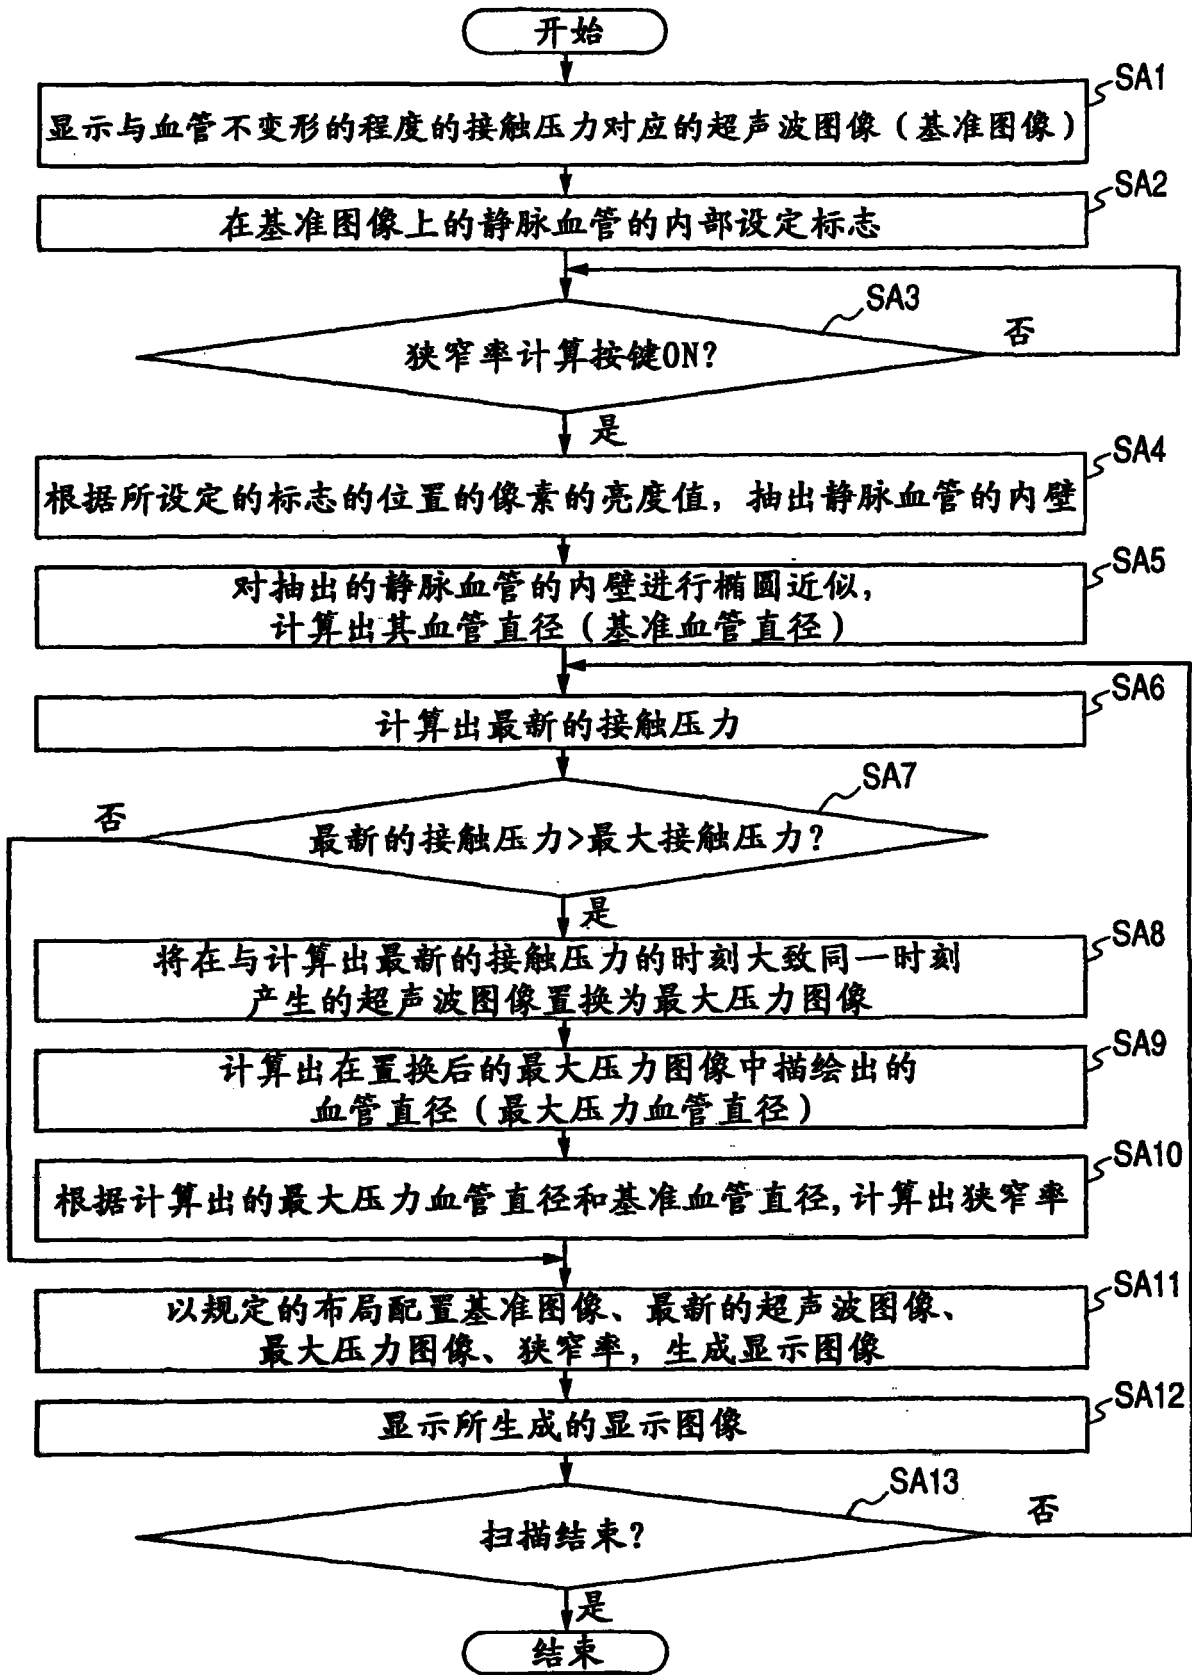 开始
SA1
显示与血管不变形的程度的接触压力对应的超声波图像（基准图像）
SA2
在基准图像上的静脉血管的内部设定标志
SA3
狭窄率计算按键ON?
否
是
SA4
根据所设定的标志的位置的像素的亮度值，抽出静脉血管的内壁
SA5
对抽出的静脉血管的内壁进行椭圆近似，
计算出其血管直径（基准血管直径）
SA6
计算出最新的接触压力
SA7
否
最新的接触压力>最大接触压力?
是
SA8
将在与计算出最新的接触压力的时刻大致同一时刻
产生的超声波图像置换为最大压力图像
SA9
计算出在置换后的最大压力图像中描绘出的
血管直径（最大压力血管直径）
SA10
根据计算出的最大压力血管直径和基准血管直径,计算出狭窄率
SA11
以规定的布局配置基准图像、最新的超声波图像、
最大压力图像、狭窄率，生成显示图像
SA12
显示所生成的显示图像
SA13
扫描结束?
否
是
结束